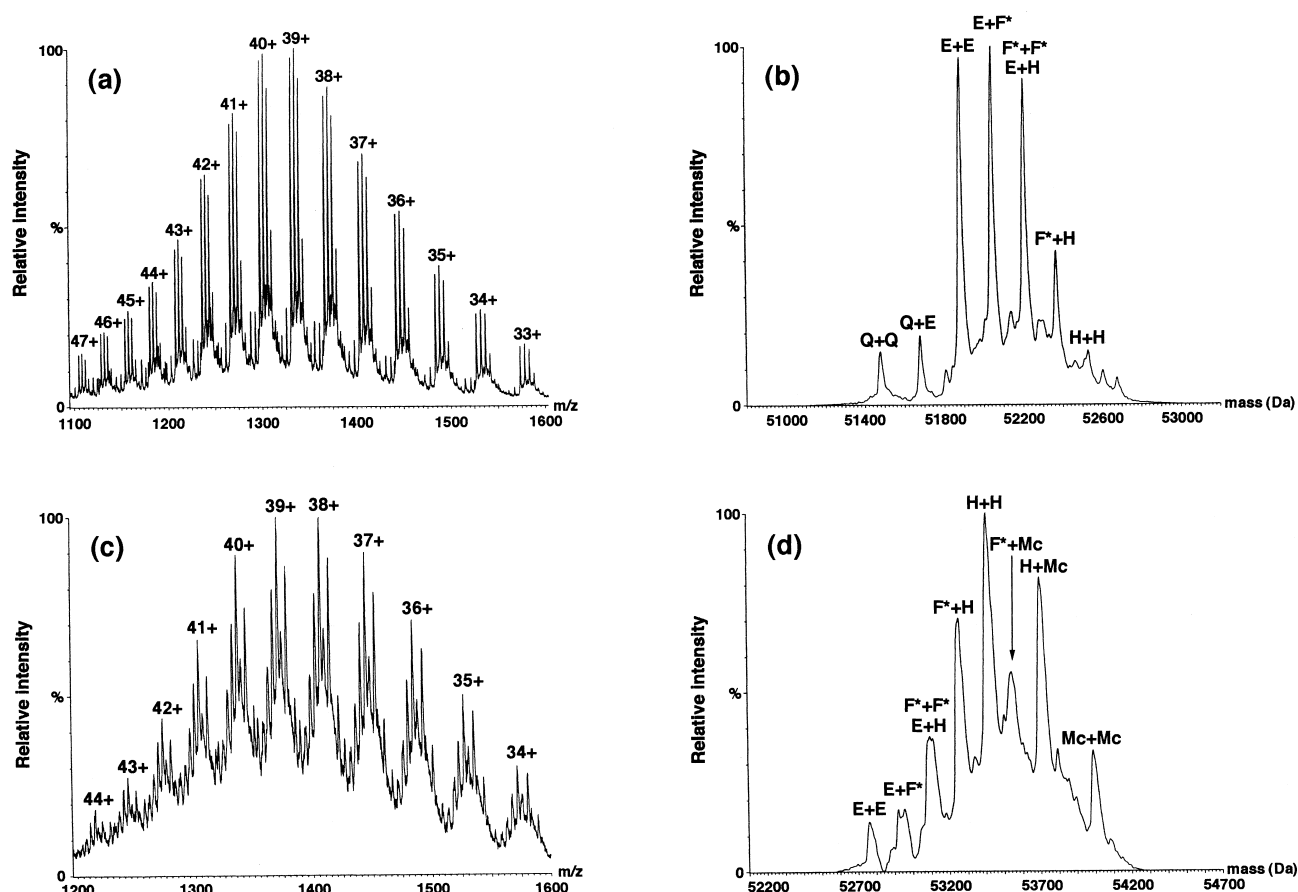 (a)
Relative Intensity
100
%
0
47+
46+
45+
44+
43+
42+
41+
40+
39+
38+
37+
36+
35+
34+
33+
1100 1200 1300 1400 1500 1600
m/z
(b)
Relative Intensity
100
%
0
Q+Q
Q+E
E+E
E+F*
F*+F*
E+H
F*+H
H+H
51000 51400 51800 52200 52600 53000
mass (Da)
(c)
Relative Intensity
100
%
0
44+
43+
42+
41+
40+
39+
38+
37+
36+
35+
34+
1200 1300 1400 1500 1600
m/z
(d)
Relative Intensity
100
%
0
E+E
E+F*
F*+F*
E+H
F*+H
H+H
F*+Mc
H+Mc
Mc+Mc
52200 52700 53200 53700 54200 54700
mass (Da)